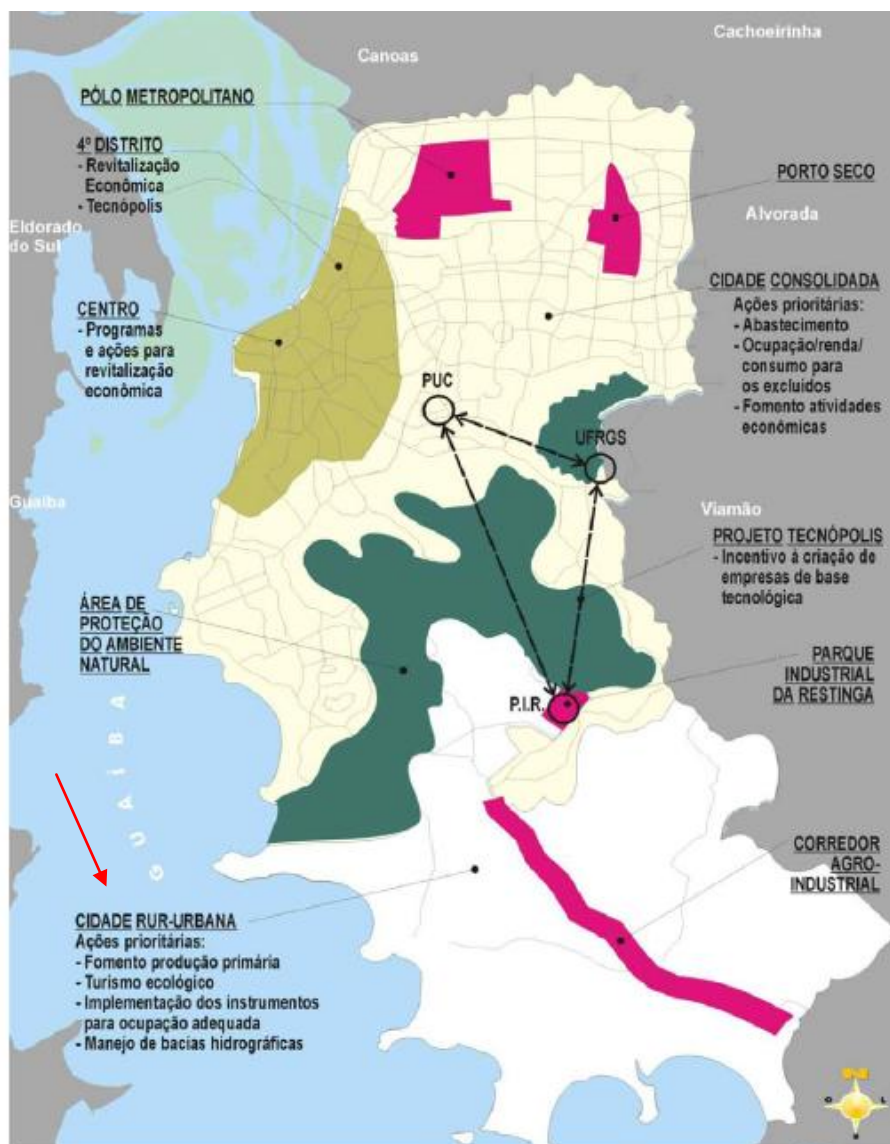 Cachoeirinha
Canoas
PÓLO METROPOLITANO
4º DISTRITO
- Revitalização
Econômica
- Tecnópolis
PORTO SECO
Eldorado
do Sul
Alvorada
CIDADE CONSOLIDADA
Ações prioritárias:
- Abastecimento
- Ocupação/renda/
consumo para
os excluídos
- Fomento atividades
econômicas
CENTRO
- Programas
e ações para
revitalização
econômica
PUC
UFRGS
Guaíba
Viamão
PROJETO TECNÓPOLIS
- Incentivo à criação de
empresas de base
tecnológica
ÁREA DE
PROTEÇÃO
DO AMBIENTE
NATURAL
PARQUE
INDUSTRIAL
DA RESTINGA
P.I.R.
GUAÍBA
CORREDOR
AGRO-
INDUSTRIAL
CIDADE RUR-URBANA
Ações prioritárias:
- Fomento produção primária
- Turismo ecológico
- Implementação dos instrumentos
para ocupação adequada
- Manejo de bacias hidrográficas
N
O
L
S